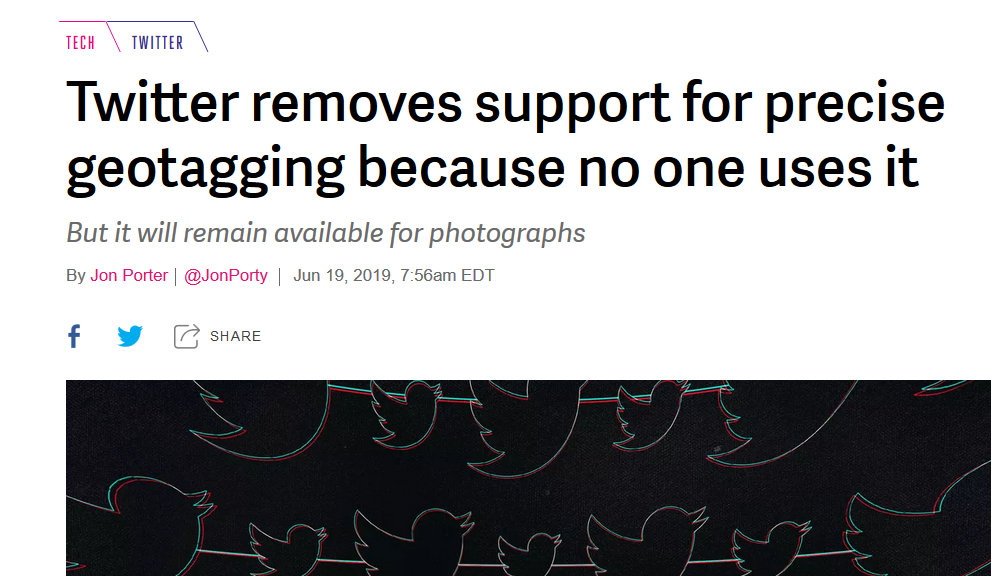 TECH TWITTER
Twitter removes support for precise
geotagging because no one uses it
But it will remain available for photographs
By Jon Porter | @JonPorty | Jun 19, 2019, 7:56am EDT
SHARE